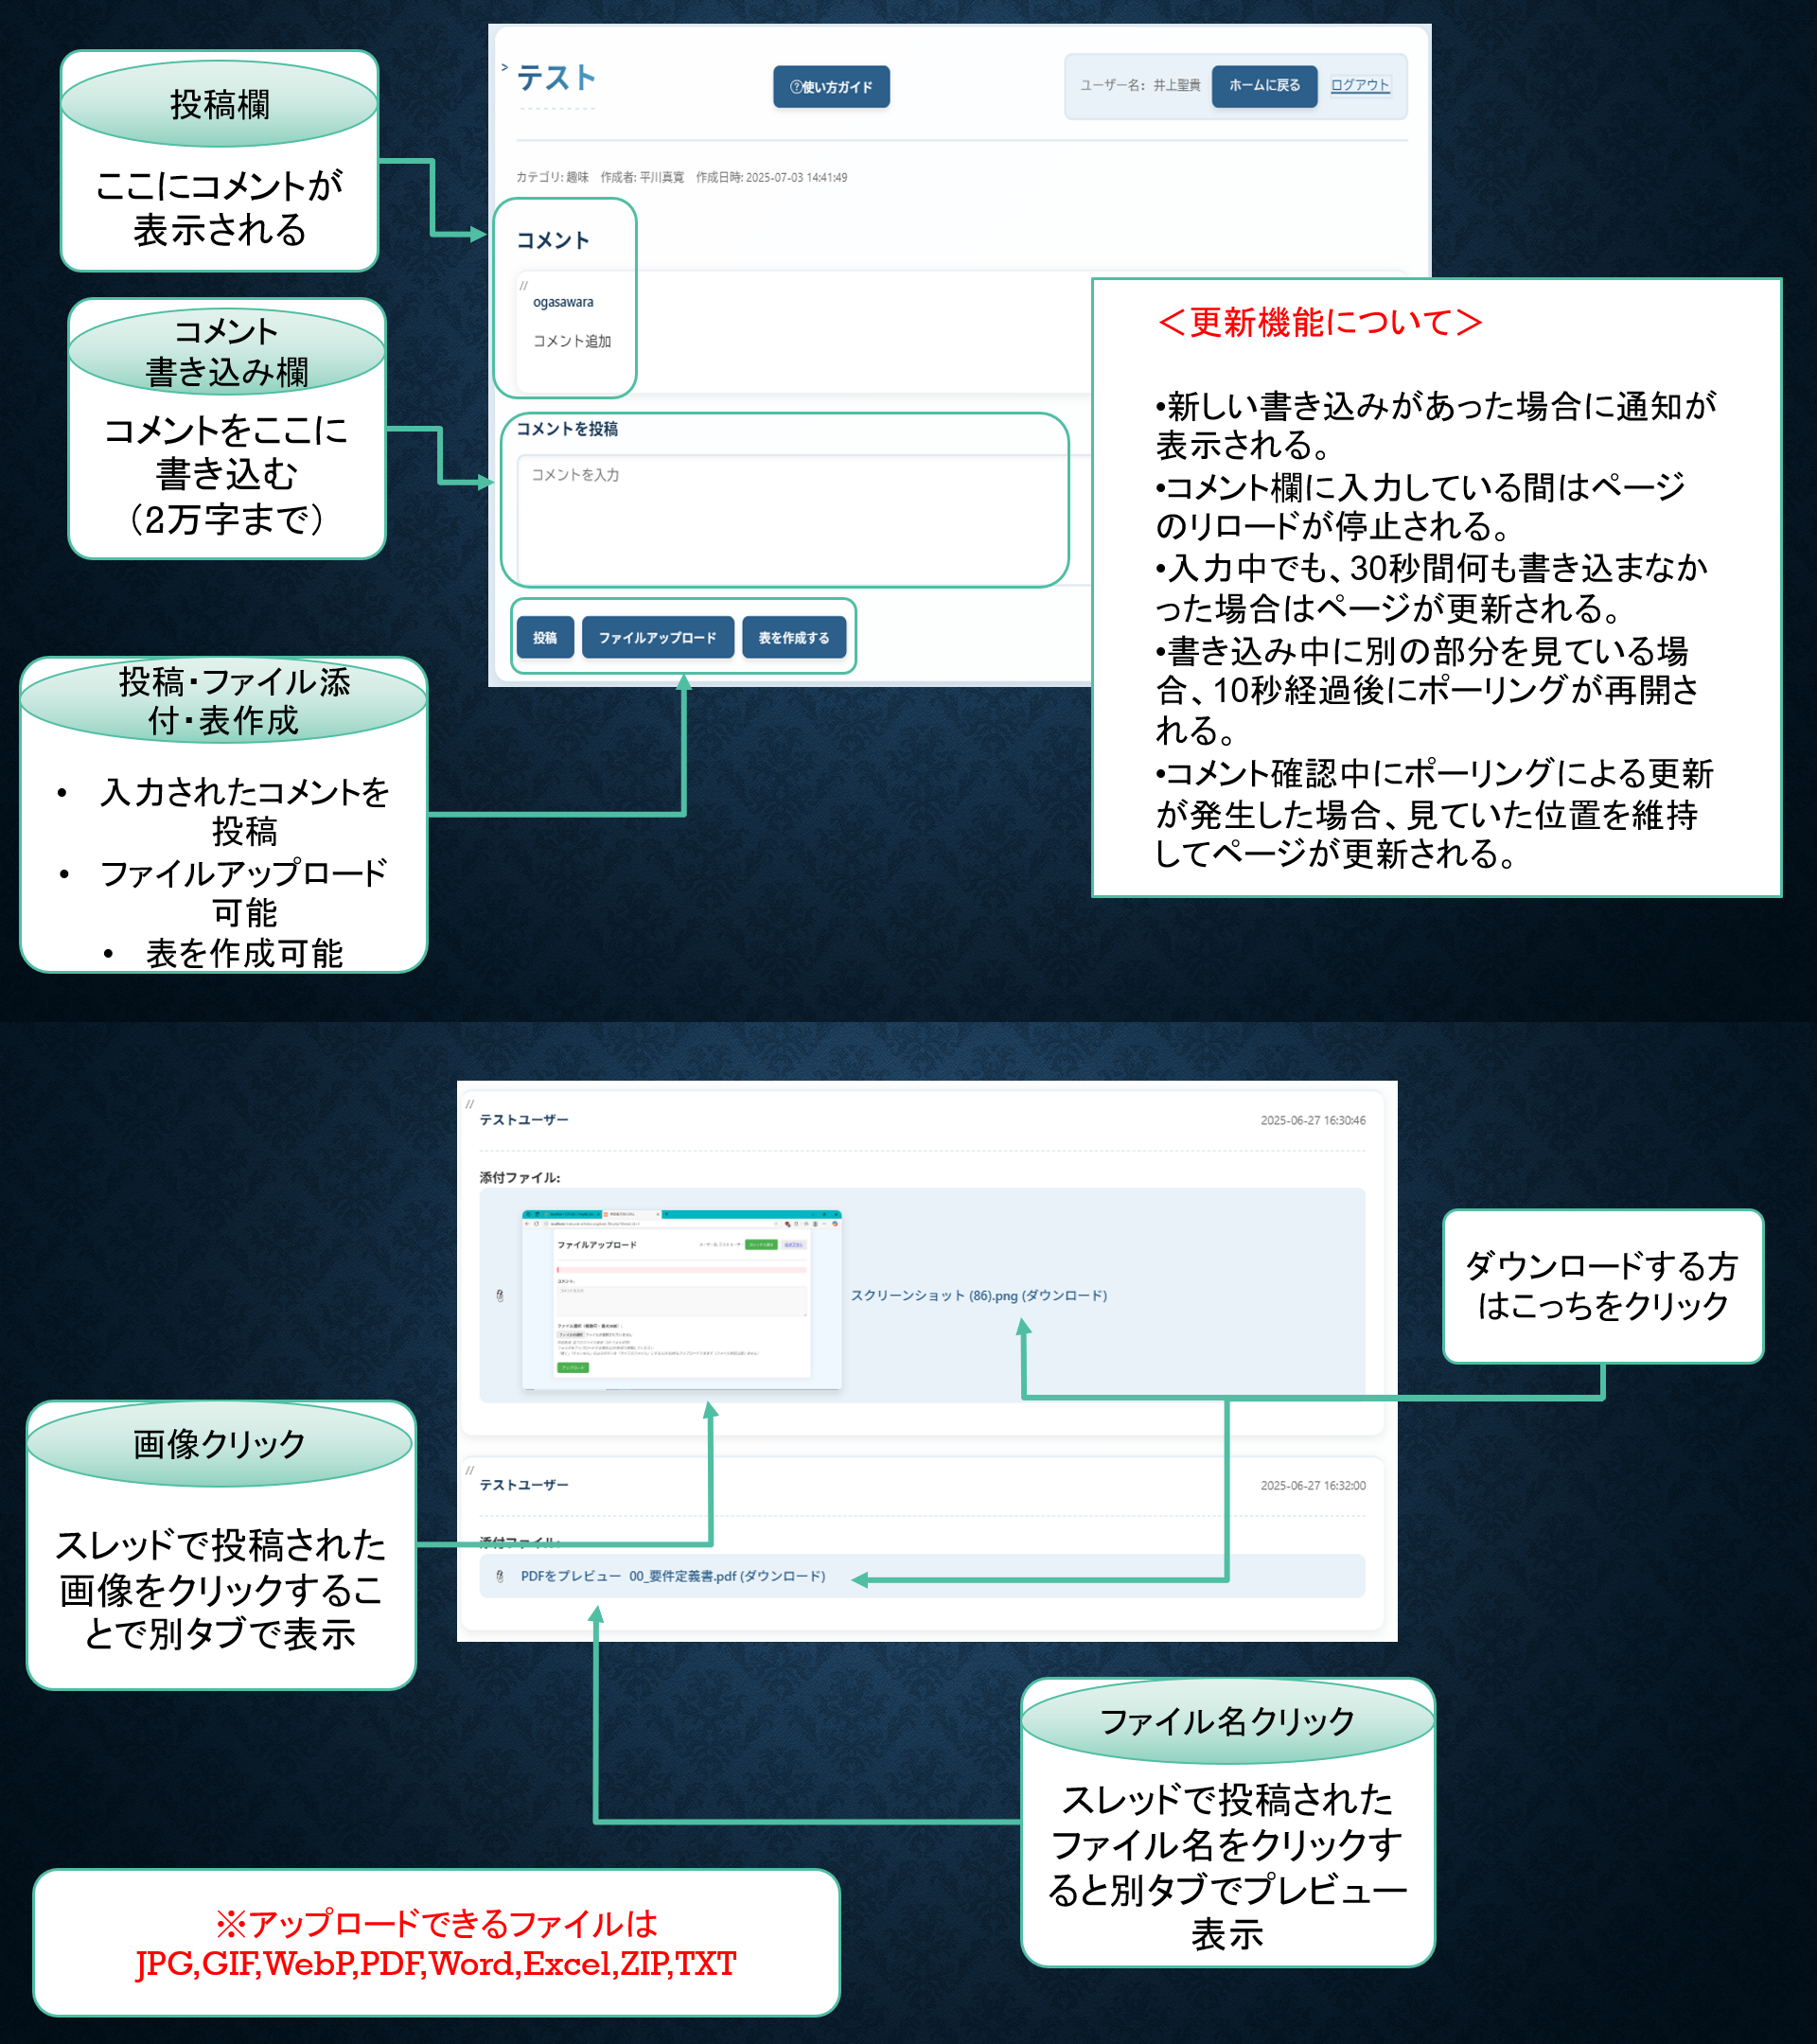 投稿欄
ここにコメントが
表示される
コメント
書き込み欄
コメントをここに
書き込む
（2万字まで）
投稿・ファイル添
付・表作成
• 入力されたコメントを
投稿
• ファイルアップロード
可能
• 表を作成可能
> テスト
?使い方ガイド
ユーザー名: 井上聖貴
ホームに戻る
ログアウト
カテゴリ: 趣味 作成者: 平川真寛 作成日時: 2025-07-03 14:41:49
コメント
//
ogasawara
コメント追加
コメントを投稿
コメントを入力
投稿
ファイルアップロード
表を作成する
＜更新機能について＞
•新しい書き込みがあった場合に通知が
表示される。
•コメント欄に入力している間はページ
のリロードが停止される。
•入力中でも、30秒間何も書き込まなか
った場合はページが更新される。
•書き込み中に別の部分を見ている場
合、10秒経過後にポーリングが再開さ
れる。
•コメント確認中にポーリングによる更新
が発生した場合、見ていた位置を維持
してページが更新される。
//
テストユーザー
2025-06-27 16:30:46
添付ファイル:
ファイルアップロード
コメント:
アップロード
スクリーンショット (86).png (ダウンロード)
//
テストユーザー
2025-06-27 16:32:00
添付ファイル:
PDFをプレビュー 00_要件定義書.pdf (ダウンロード)
ダウンロードする方
はこっちをクリック
画像クリック
スレッドで投稿された
画像をクリックするこ
とで別タブで表示
ファイル名クリック
スレッドで投稿された
ファイル名をクリックす
ると別タブでプレビュー
表示
※アップロードできるファイルは
JPG,GIF,WebP,PDF,Word,Excel,ZIP,TXT